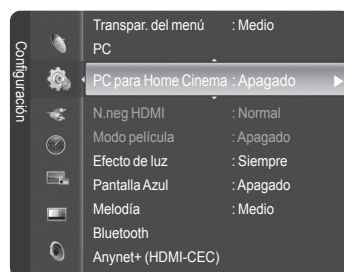 Configuración
Transpar. del menú : Medio
PC
PC para Home Cinema : Apagado
N.neg HDMI : Normal
Modo película : Apagado
Efecto de luz : Siempre
Pantalla Azul : Apagado
Melodía : Medio
Bluetooth
Anynet+ (HDMI-CEC)